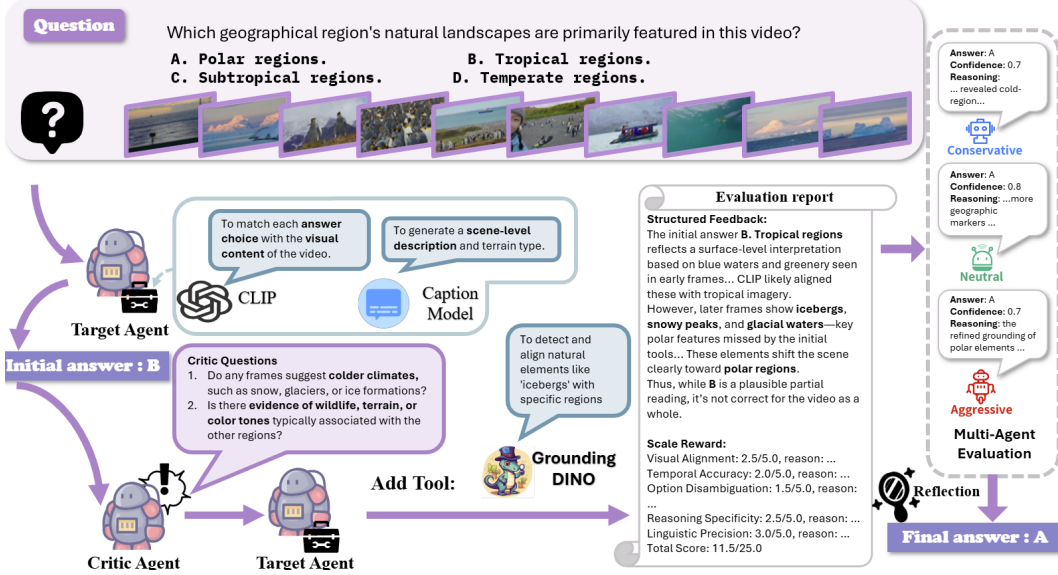 Question
Which geographical region's natural landscapes are primarily featured in this video?
A. Polar regions.
B. Tropical regions.
C. Subtropical regions.
D. Temperate regions.
?
To match each answer
choice with the visual
content of the video.
CLIP
To generate a scene-level
description and terrain type.
Caption
Model
Target Agent
Initial answer : B
Critic Questions
1. Do any frames suggest colder climates,
such as snow, glaciers, or ice formations?
2. Is there evidence of wildlife, terrain, or
color tones typically associated with the
other regions?
To detect and
align natural
elements like
'icebergs' with
specific regions
Critic Agent
Target Agent
Add Tool:
Grounding
DINO
Evaluation report
Structured Feedback:
The initial answer B. Tropical regions
reflects a surface-level interpretation
based on blue waters and greenery seen
in early frames... CLIP likely aligned
these with tropical imagery.
However, later frames show icebergs,
snowy peaks, and glacial waters—key
polar features missed by the initial
tools... These elements shift the scene
clearly toward polar regions.
Thus, while B is a plausible partial
reading, it's not correct for the video as a
whole.
Scale Reward:
Visual Alignment: 2.5/5.0, reason: ...
Temporal Accuracy: 2.0/5.0, reason: ...
Option Disambiguation: 1.5/5.0, reason:
...
Reasoning Specificity: 2.5/5.0, reason: ...
Linguistic Precision: 3.0/5.0, reason: ...
Total Score: 11.5/25.0
Answer: A
Confidence: 0.7
Reasoning:
... revealed cold-
region...
Conservative
Answer: A
Confidence: 0.8
Reasoning: ...more
geographic
markers ...
Neutral
Answer: A
Confidence: 0.7
Reasoning: the
refined grounding of
polar elements ...
Aggressive
Multi-Agent
Evaluation
Reflection
Final answer : A